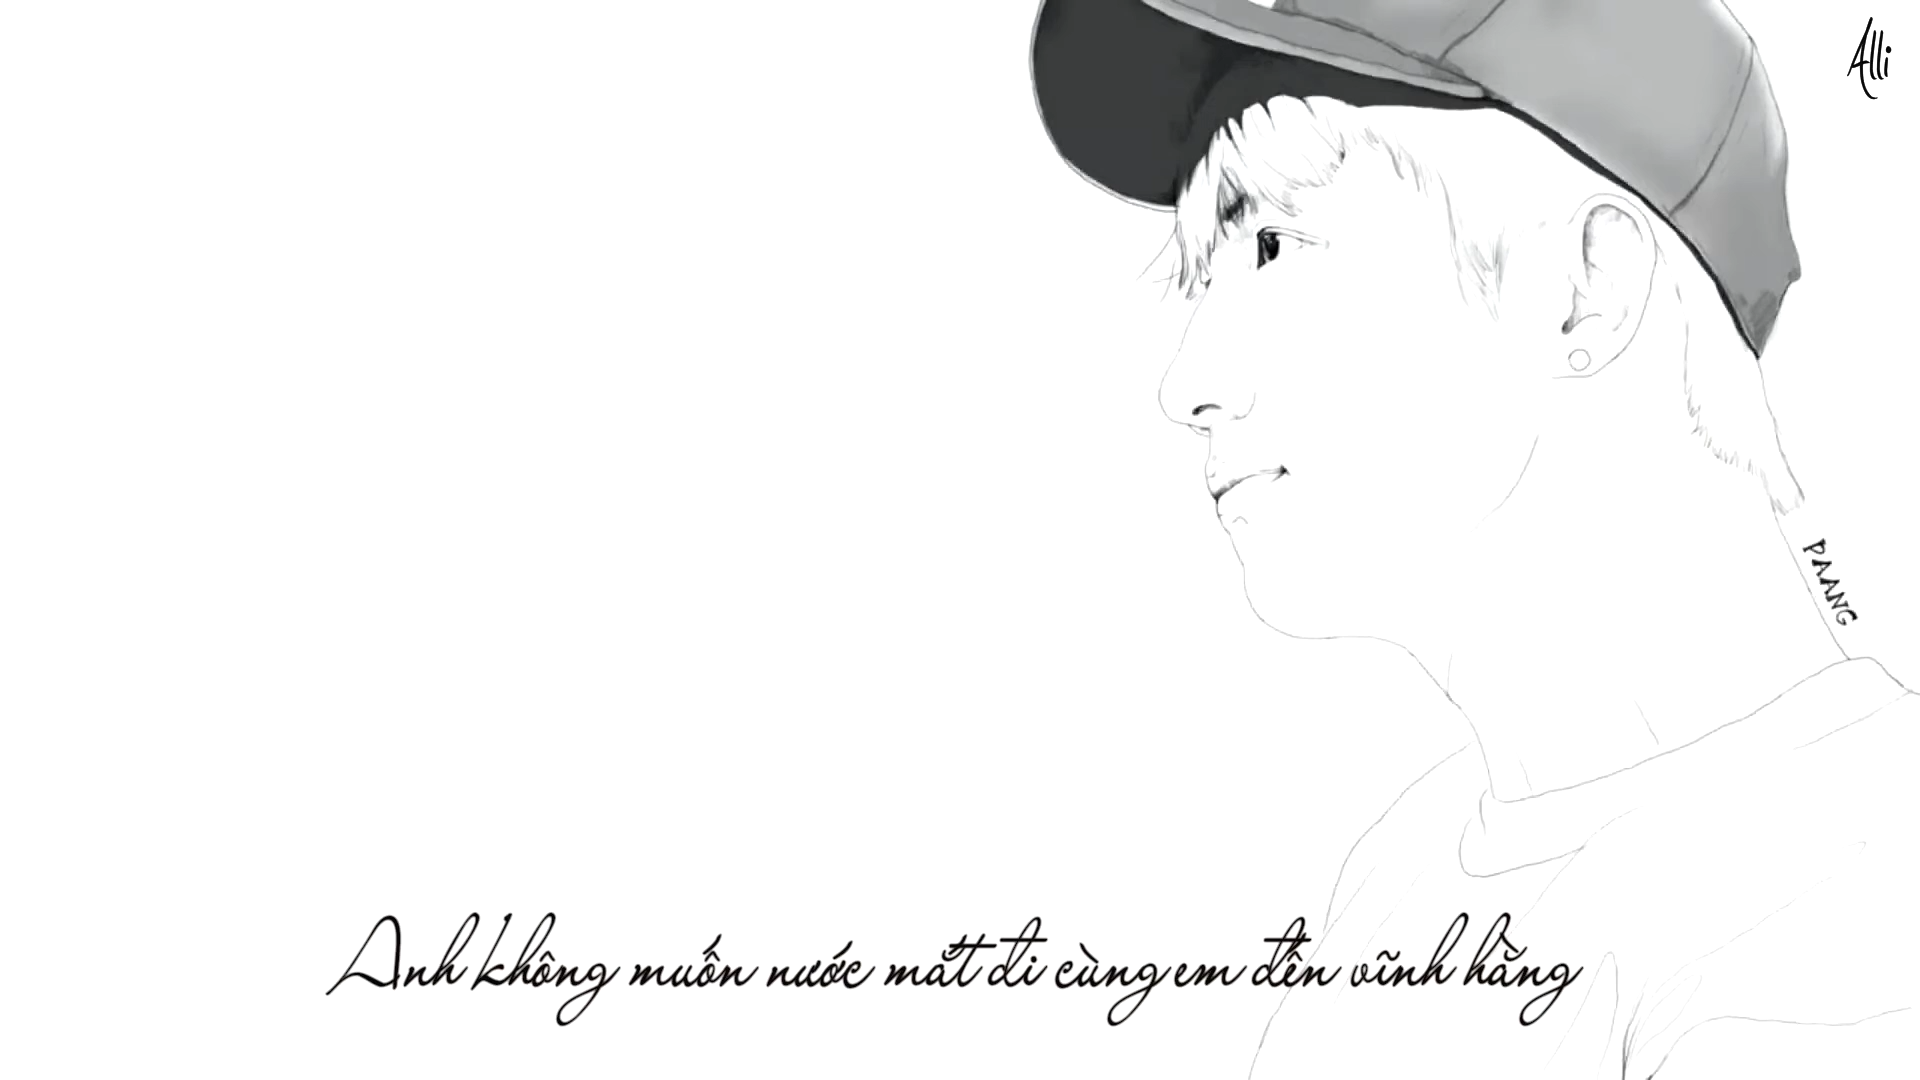 Alli
PAANG
Anh không muốn nước mắt đi cùng em đến vĩnh hằng